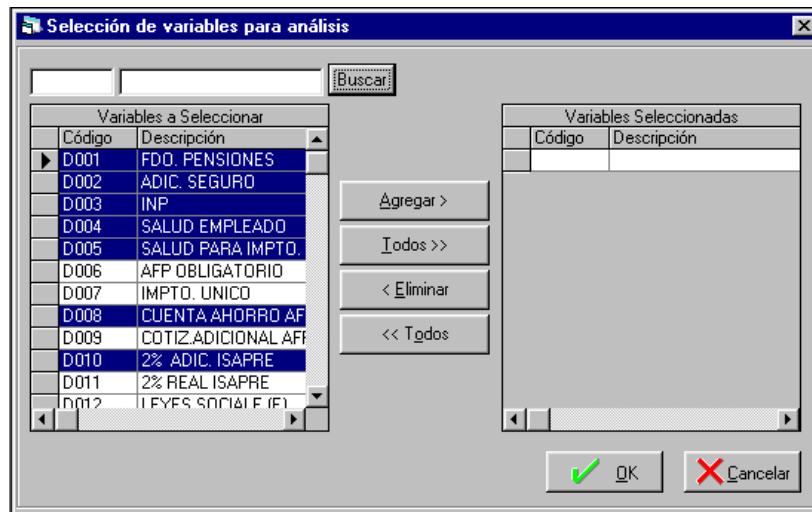 Selección de variables para análisis
Buscar
Variables a Seleccionar
Código Descripción
D001 FDO. PENSIONES
D002 ADIC. SEGURO
D003 INP
D004 SALUD EMPLEADO
D005 SALUD PARA IMPTO.
D006 AFP OBLIGATORIO
D007 IMPTO. UNICO
D008 CUENTA AHORRO AF
D009 COTIZ.ADICIONAL AFP
D010 2% ADIC. ISAPRE
D011 2% REAL ISAPRE
D012 LEYES SOCIALE (E)
Agregar >
Todos >>
< Eliminar
<< Todos
Variables Seleccionadas
Código Descripción
OK
Cancelar